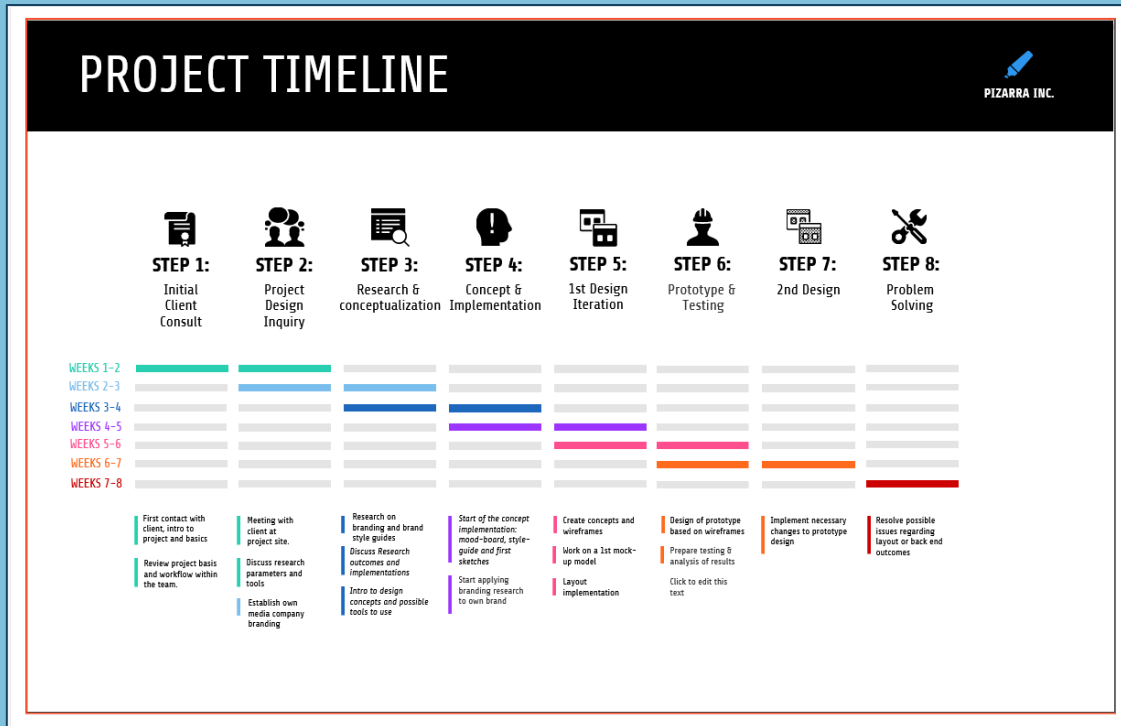 PROJECT TIMELINE
PIZARRA INC.
STEP 1:
Initial
Client
Consult
STEP 2:
Project
Design
Inquiry
STEP 3:
Research &
conceptualization
STEP 4:
Concept &
Implementation
STEP 5:
1st Design
Iteration
STEP 6:
Prototype &
Testing
STEP 7:
2nd Design
STEP 8:
Problem
Solving
WEEKS 1-2
WEEKS 2-3
WEEKS 3-4
WEEKS 4-5
WEEKS 5-6
WEEKS 6-7
WEEKS 7-8
First contact with
client, intro to
project and basics
Review project basis
and workflow within
the team.
Meeting with
client at
project site.
Discuss research
parameters and
tools
Establish own
media company
branding
Research on
branding and brand
style guides
Discuss Research
outcomes and
implementations
Intro to design
concepts and possible
tools to use
Start of the concept
implementation:
mood-board, style-
guide and first
sketches
Start applying
branding research
to own brand
Create concepts and
wireframes
Work on a 1st mock-
up model
Layout
implementation
Design of prototype
based on wireframes
Prepare testing &
analysis of results
Click to edit this
text
Implement necessary
changes to prototype
design
Resolve possible
issues regarding
layout or back end
outcomes